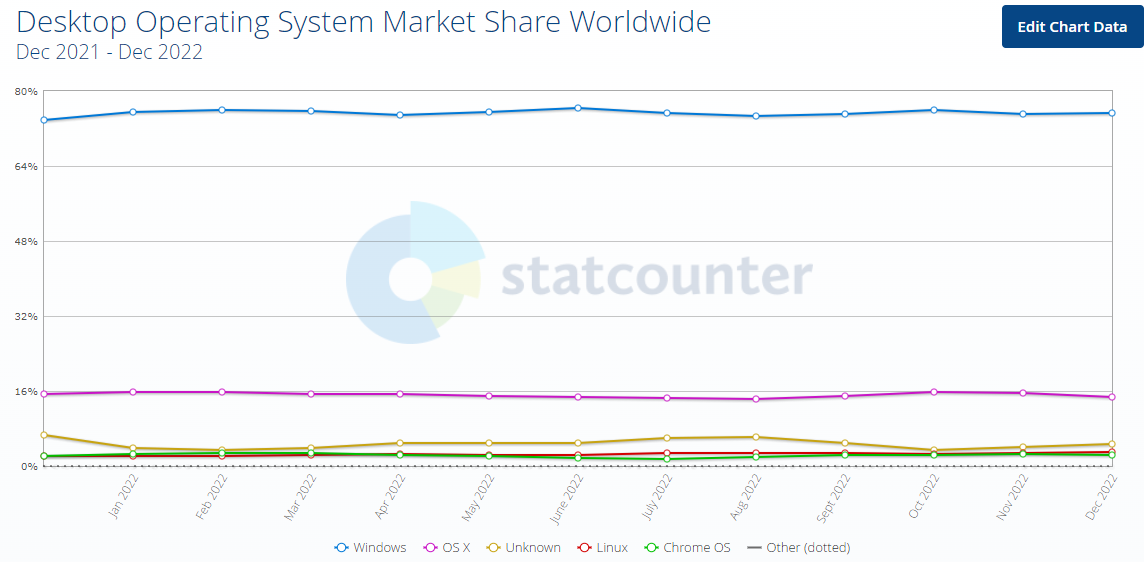 Desktop Operating System Market Share Worldwide
Dec 2021 - Dec 2022
Edit Chart Data
80%
64%
48%
32%
16%
0%
statcounter
Jan 2022
Feb 2022
Mar 2022
Apr 2022
May 2022
June 2022
July 2022
Aug 2022
Sept 2022
Oct 2022
Nov 2022
Dec 2022
Windows OS X Unknown Linux Chrome OS Other (dotted)